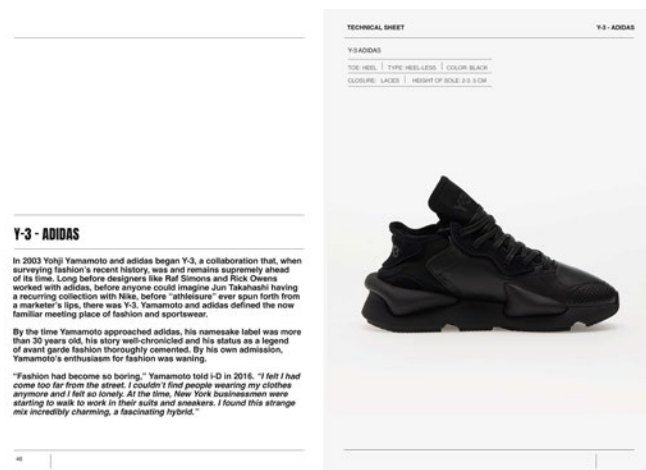 Y-3 - ADIDAS
In 2003 Yohji Yamamoto and adidas began Y-3, a collaboration that, when
surveying fashion's recent history, was and remains supremely ahead
of its time. Long before designers like Raf Simons and Rick Owens
worked with adidas, before anyone could imagine Jun Takahashi having
a recurring collection with Nike, before "athleisure" ever spun forth from
a marketer's lips, there was Y-3. Yamamoto and adidas defined the now
familiar meeting place of fashion and sportswear.
By the time Yamamoto approached adidas, his namesake label was more
than 30 years old, his story well-chronicled and his status as a legend
of avant garde fashion thoroughly cemented. By his own admission,
Yamamoto's enthusiasm for fashion was waning.
"Fashion had become so boring," Yamamoto told i-D in 2016. "I felt I had
come too far from the street. I couldn't find people wearing my clothes
anymore and I felt so lonely. At the time, New York businessmen were
starting to walk to work in their suits and sneakers. I found this strange
mix incredibly charming, a fascinating hybrid."
46
TECHNICAL SHEET
Y-3 - ADIDAS
Y-3 ADIDAS
TOE: HEEL | TYPE: HEEL-LESS | COLOR: BLACK
CLOSURE: LACES | HEIGHT OF SOLE: 2-3. 5 CM